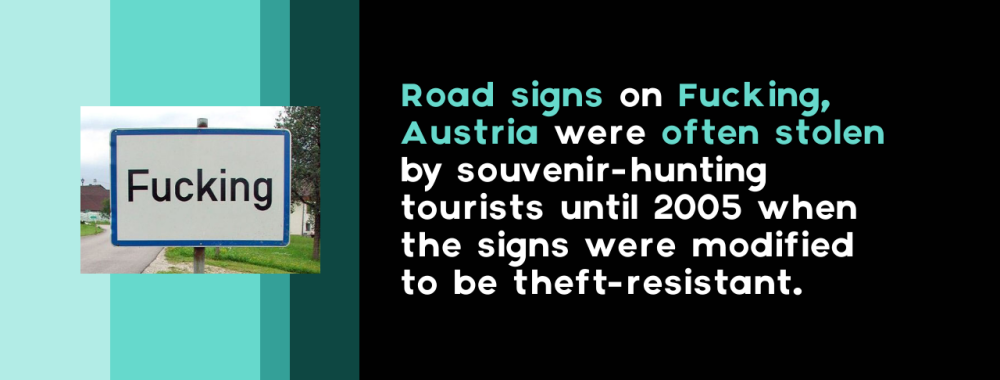 Fucking
Road signs on Fucking,
Austria were often stolen
by souvenir-hunting
tourists until 2005 when
the signs were modified
to be theft-resistant.